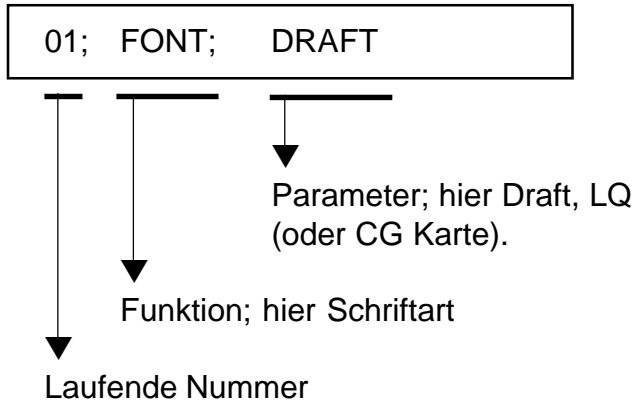 01; FONT; DRAFT
Parameter; hier Draft, LQ
(oder CG Karte).
Funktion; hier Schriftart
Laufende Nummer